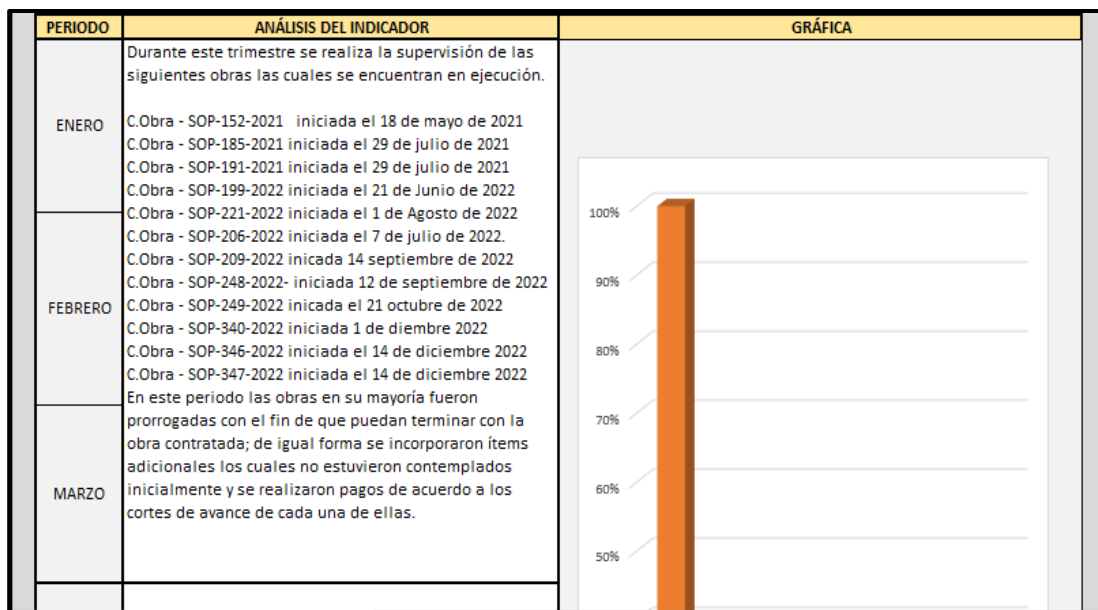 PERIODO
ANÁLISIS DEL INDICADOR
GRÁFICA
ENERO
FEBRERO
MARZO
Durante este trimestre se realiza la supervisión de las
siguientes obras las cuales se encuentran en ejecución.
C.Obra - SOP-152-2021 iniciada el 18 de mayo de 2021
C.Obra - SOP-185-2021 iniciada el 29 de julio de 2021
C.Obra - SOP-191-2021 iniciada el 29 de julio de 2021
C.Obra - SOP-199-2022 iniciada el 21 de Junio de 2022
C.Obra - SOP-221-2022 iniciada el 1 de Agosto de 2022
C.Obra - SOP-206-2022 iniciada el 7 de julio de 2022.
C.Obra - SOP-209-2022 inicada 14 septiembre de 2022
C.Obra - SOP-248-2022- iniciada 12 de septiembre de 2022
C.Obra - SOP-249-2022 inicada el 21 octubre de 2022
C.Obra - SOP-340-2022 iniciada 1 de diembre 2022
C.Obra - SOP-346-2022 iniciada el 14 de diciembre 2022
C.Obra - SOP-347-2022 iniciada el 14 de diciembre 2022
En este periodo las obras en su mayoría fueron
prorrogadas con el fin de que puedan terminar con la
obra contratada; de igual forma se incorporaron ítems
adicionales los cuales no estuvieron contemplados
inicialmente y se realizaron pagos de acuerdo a los
cortes de avance de cada una de ellas.
100%
90%
80%
70%
60%
50%